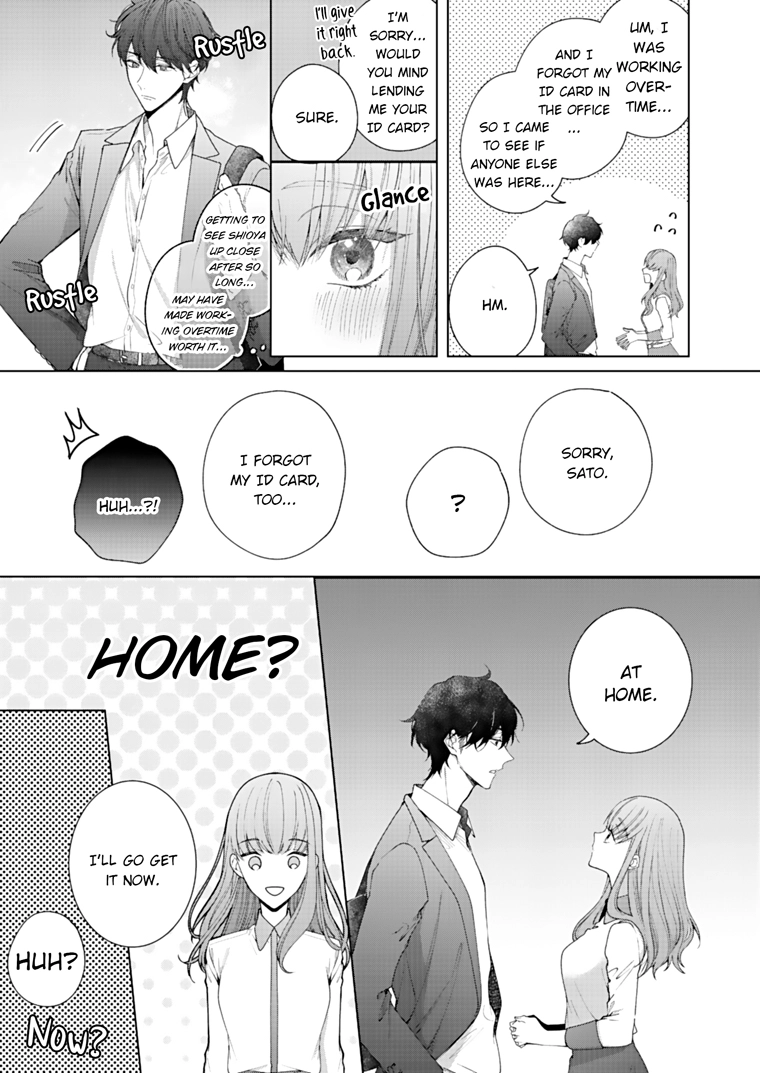 UM, I
WAS
WORKING
OVER-
TIME...
AND I
FORGOT MY
ID CARD IN
THE OFFICE
...
SO I CAME
TO SEE IF
ANYONE ELSE
WAS HERE...
HM.
I'M
SORRY...
WOULD
YOU MIND
LENDING
ME YOUR
ID CARD?
I'll give
it right
back.
SURE.
Glance
Rustle
GETTING TO
SEE SHIOYA
UP CLOSE
AFTER SO
LONG...
MAY HAVE
MADE WORK-
ING OVERTIME
WORTH IT...
Rustle
SORRY,
SATO.
?
I FORGOT
MY ID CARD,
TOO...
HUH...?!
AT
HOME.
HOME?
I'LL GO GET
IT NOW.
HUH?
Now?